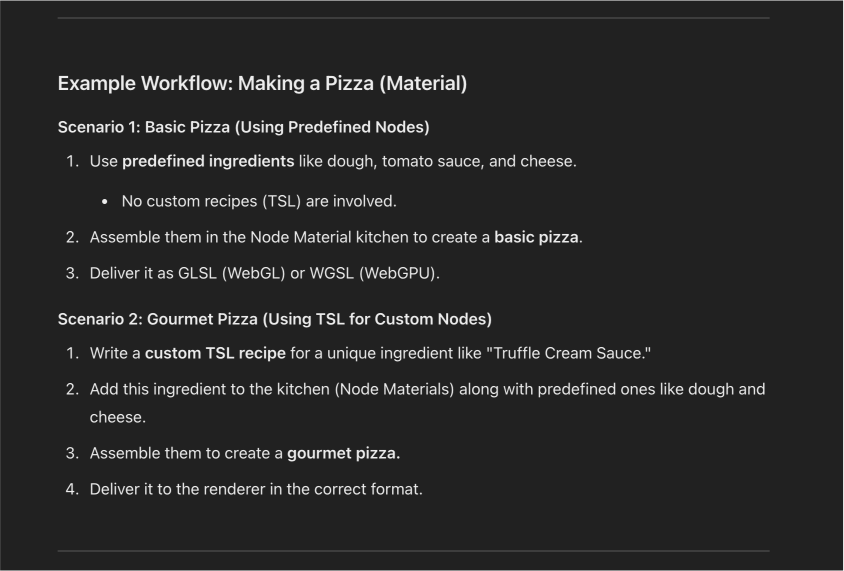 Example Workflow: Making a Pizza (Material)
Scenario 1: Basic Pizza (Using Predefined Nodes)
1. Use predefined ingredients like dough, tomato sauce, and cheese.
• No custom recipes (TSL) are involved.
2. Assemble them in the Node Material kitchen to create a basic pizza.
3. Deliver it as GLSL (WebGL) or WGSL (WebGPU).
Scenario 2: Gourmet Pizza (Using TSL for Custom Nodes)
1. Write a custom TSL recipe for a unique ingredient like "Truffle Cream Sauce."
2. Add this ingredient to the kitchen (Node Materials) along with predefined ones like dough and
cheese.
3. Assemble them to create a gourmet pizza.
4. Deliver it to the renderer in the correct format.